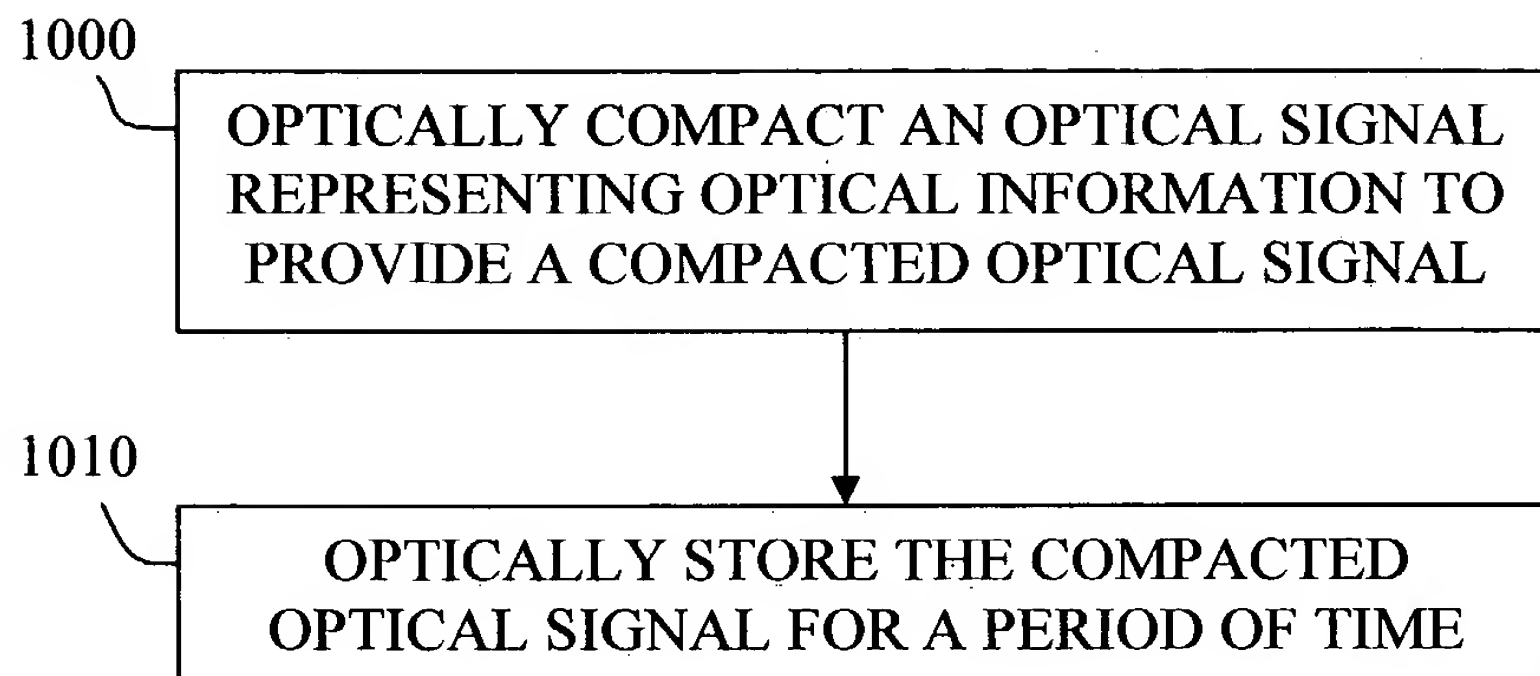 1000
OPTICALLY COMPACT AN OPTICAL SIGNAL
REPRESENTING OPTICAL INFORMATION TO
PROVIDE A COMPACTED OPTICAL SIGNAL
1010
OPTICALLY STORE THE COMPACTED
OPTICAL SIGNAL FOR A PERIOD OF TIME